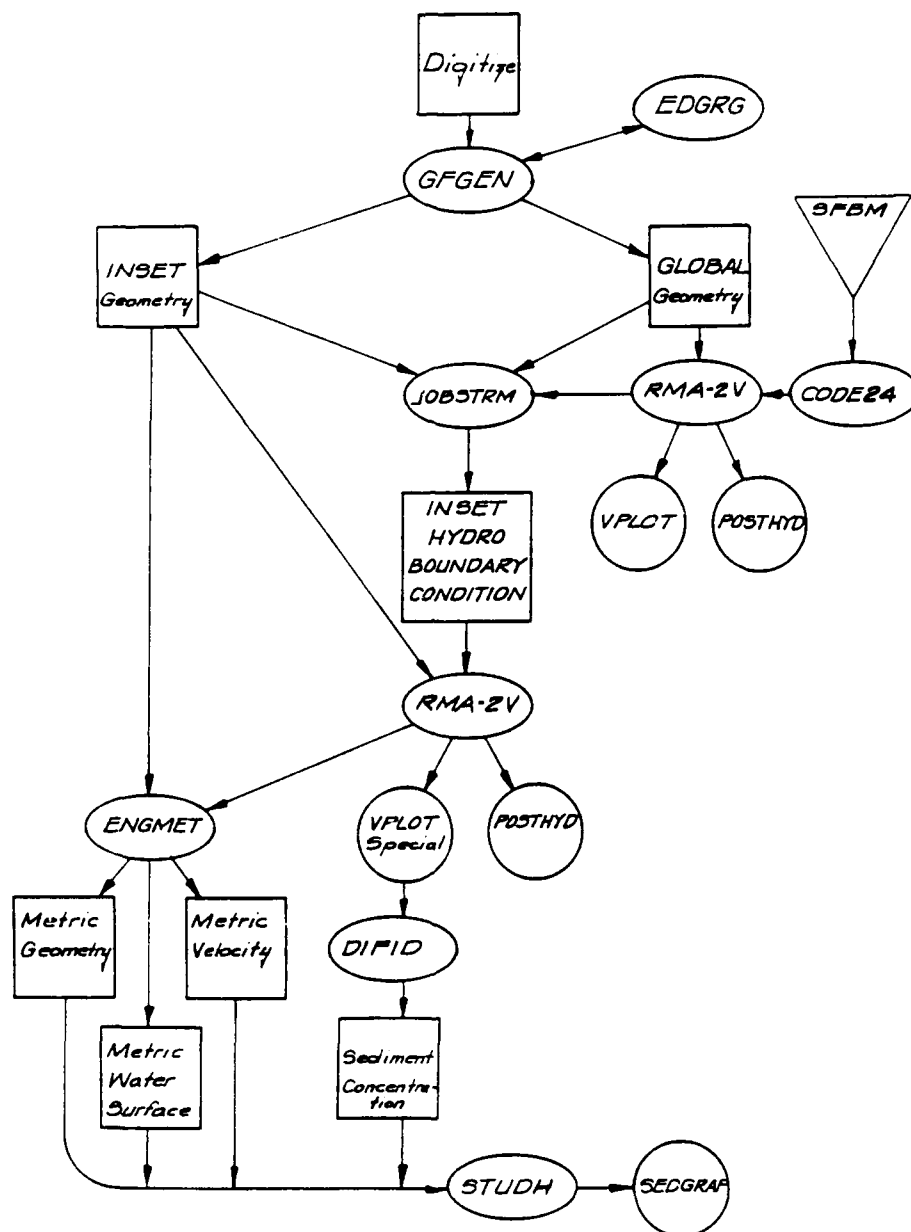 Digitize
EDGRG
GFGEN
SFBM
INSET
Geometry
GLOBAL
Geometry
JOBSTRM
RMA-2V
CODE24
INSET
HYDRO
BOUNDARY
CONDITION
VPLOT
POSTHYD
RMA-2V
ENGMET
VPLOT
Special
POSTHYD
Metric
Geometry
Metric
Velocity
DIFID
Metric
Water
Surface
Sediment
Concentra-
tion
STUDH
SEDGRAF